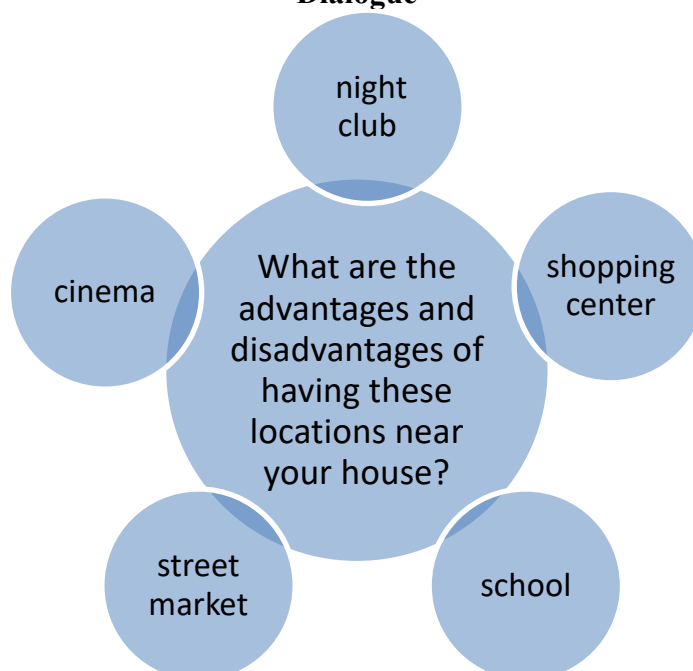 Dialogue
night
club
cinema
shopping
center
What are the
advantages and
disadvantages of
having these
locations near
your house?
street
market
school